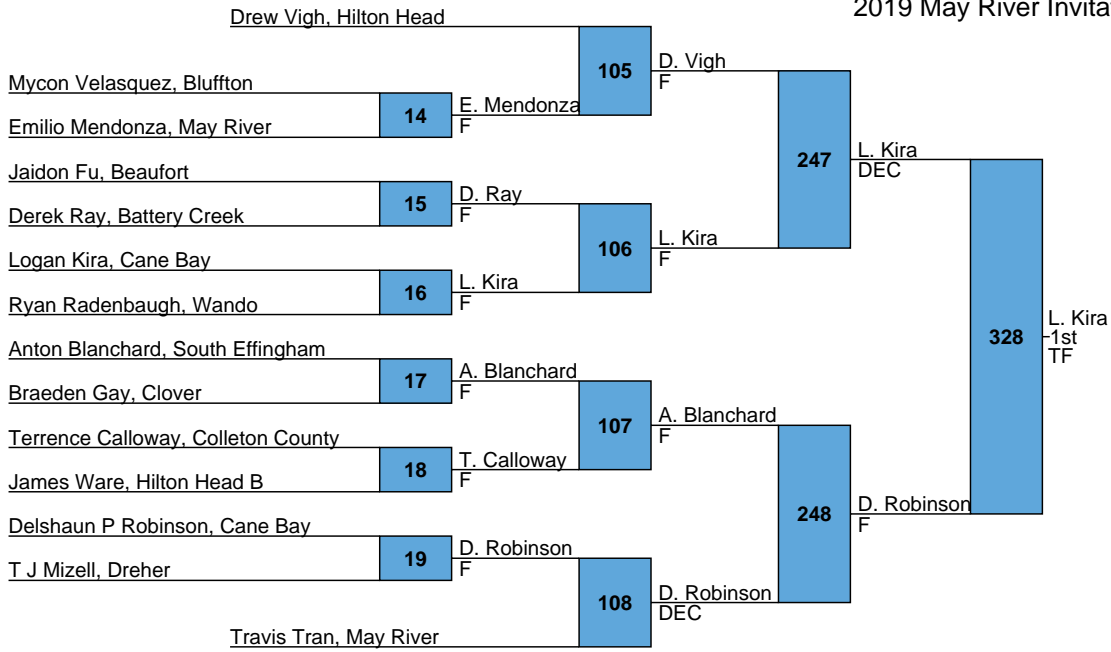 2019 May River Invita
Drew Vigh, Hilton Head
105
D. Vigh
F
Mycon Velasquez, Bluffton
14
E. Mendonza
F
Emilio Mendonza, May River
247
L. Kira
DEC
Jaidon Fu, Beaufort
15
D. Ray
F
Derek Ray, Battery Creek
106
L. Kira
F
Logan Kira, Cane Bay
16
L. Kira
F
Ryan Radenbaugh, Wando
328
L. Kira
1st
TF
Anton Blanchard, South Effingham
17
A. Blanchard
F
Braeden Gay, Clover
107
A. Blanchard
F
Terrence Calloway, Colleton County
18
T. Calloway
F
James Ware, Hilton Head B
248
D. Robinson
F
Delshaun P Robinson, Cane Bay
19
D. Robinson
F
T J Mizell, Dreher
108
D. Robinson
DEC
Travis Tran, May River